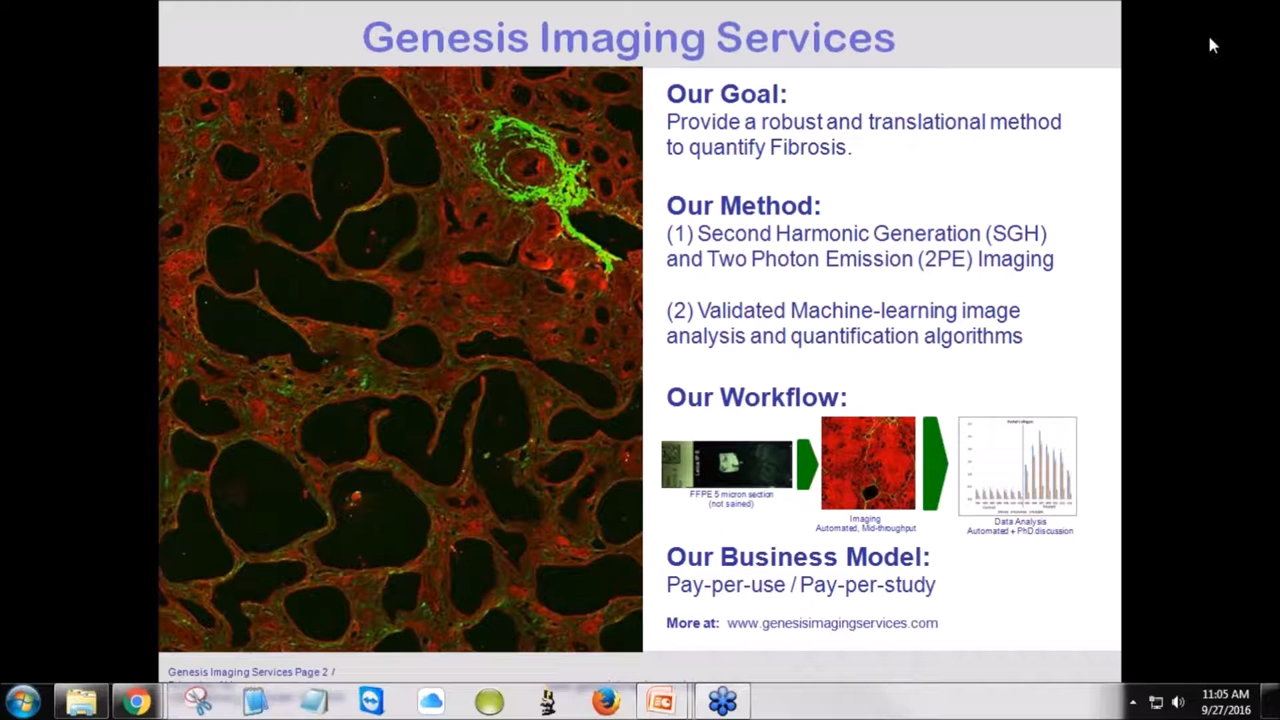 Genesis Imaging Services
Our Goal:
Provide a robust and translational method
to quantify Fibrosis.
Our Method:
(1) Second Harmonic Generation (SGH)
and Two Photon Emission (2PE) Imaging
(2) Validated Machine-learning image
analysis and quantification algorithms
Our Workflow:
FFPE 5 micron section
(not sained)
Imaging
Automated, Mid-throughput
Data Analysis
Automated + PhD discussion
Our Business Model:
Pay-per-use / Pay-per-study
More at: www.genesisimagingservices.com
Genesis Imaging Services Page 2 /
11:05 AM
9/27/2016